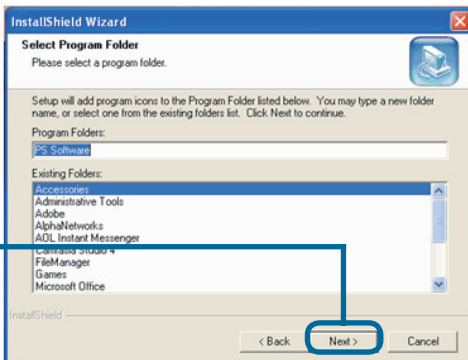 InstallShield Wizard
Select Program Folder
Please select a program folder.
Setup will add program icons to the Program Folder listed below. You may type a new folder
name, or select one from the existing folders list. Click Next to continue.
Program Folders:
PS Software
Existing Folders:
Accessories
Administrative Tools
Adobe
AlphaNetworks
AOL Instant Messenger
Camtasia Studio 4
FileManager
Games
Microsoft Office
InstallShield
< Back
Next >
Cancel